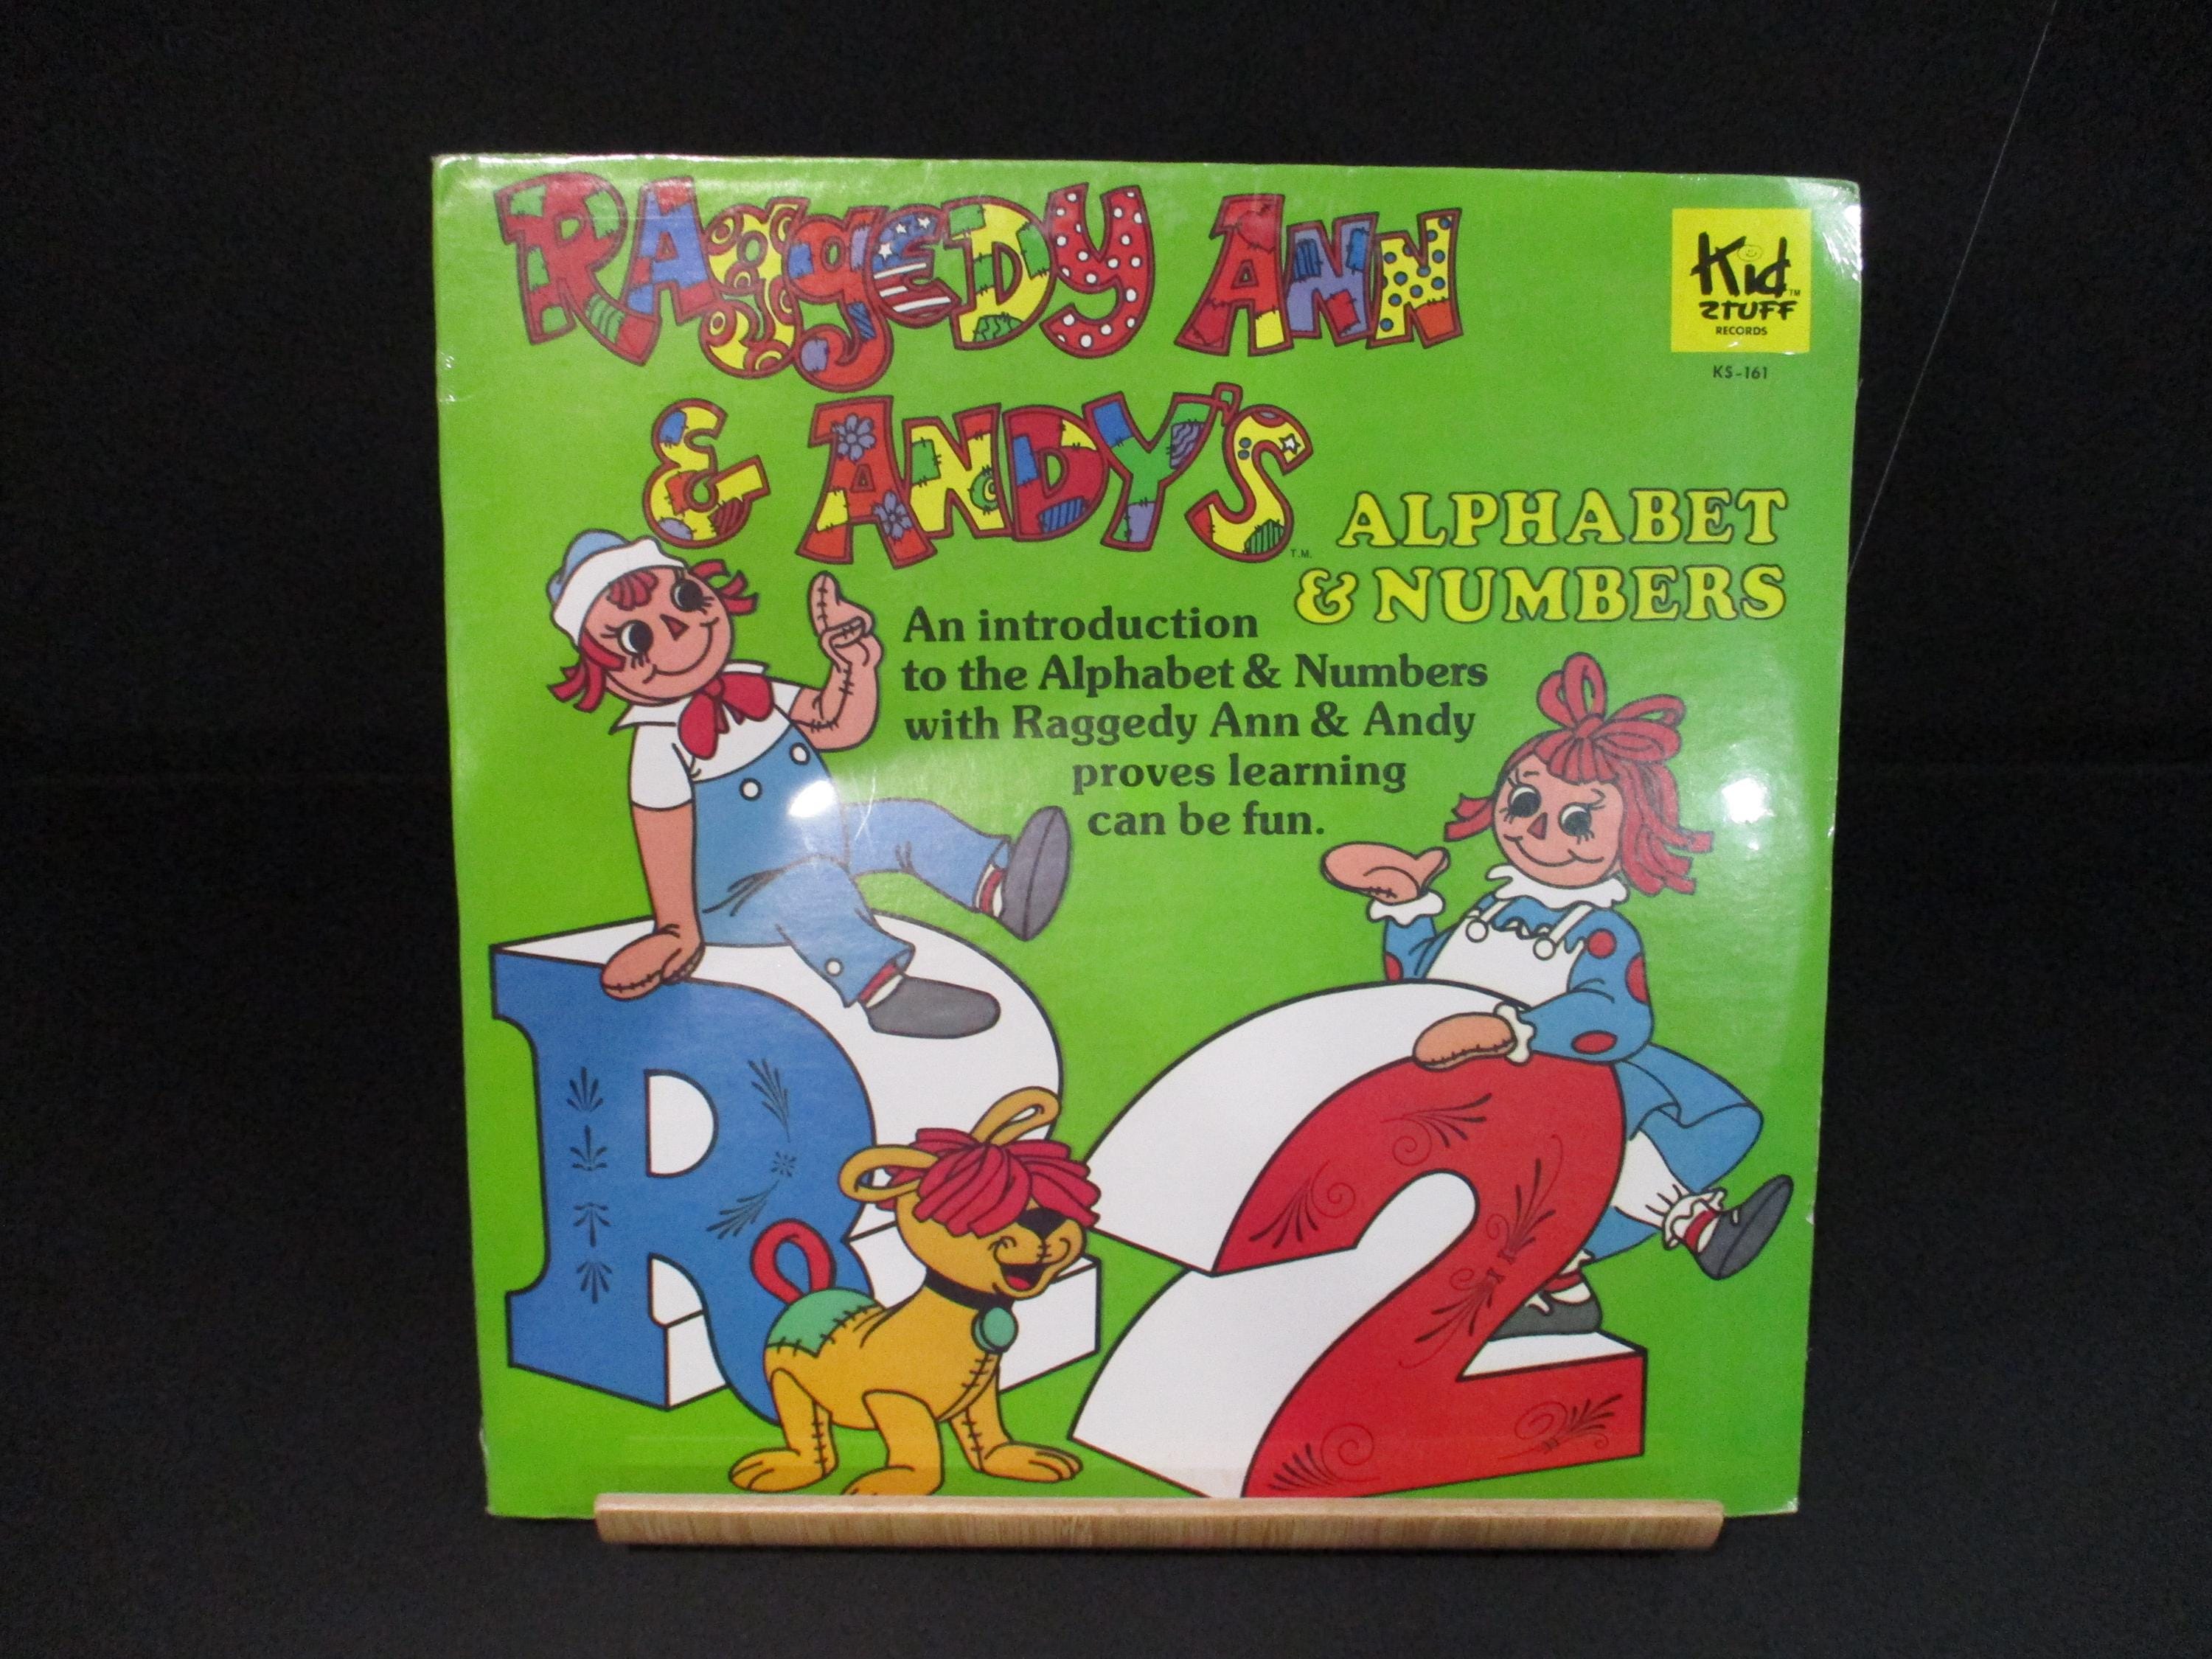 RAggEDY ANN
& ANDY'S
T.M.
Kid
STUFF
TM
RECORDS
KS-161
ALPHABET
& NUMBERS
An introduction
to the Alphabet & Numbers
with Raggedy Ann & Andy
proves learning
can be fun.
R
2